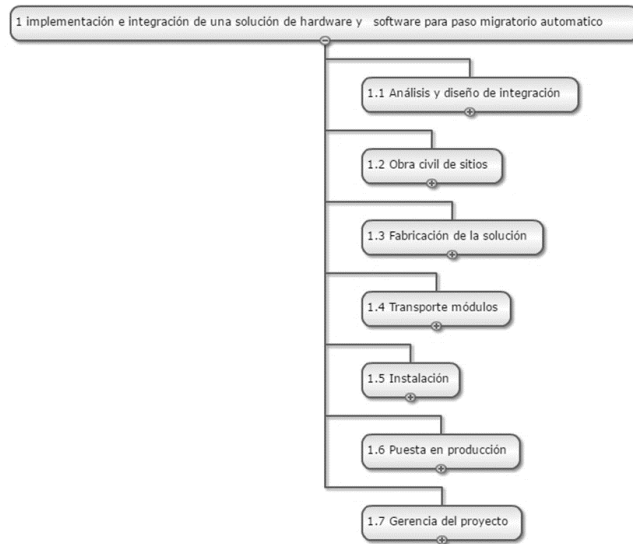 1 implementación e integración de una solución de hardware y software para paso migratorio automatico
1.1 Análisis y diseño de integración
1.2 Obra civil de sitios
1.3 Fabricación de la solución
1.4 Transporte módulos
1.5 Instalación
1.6 Puesta en producción
1.7 Gerencia del proyecto